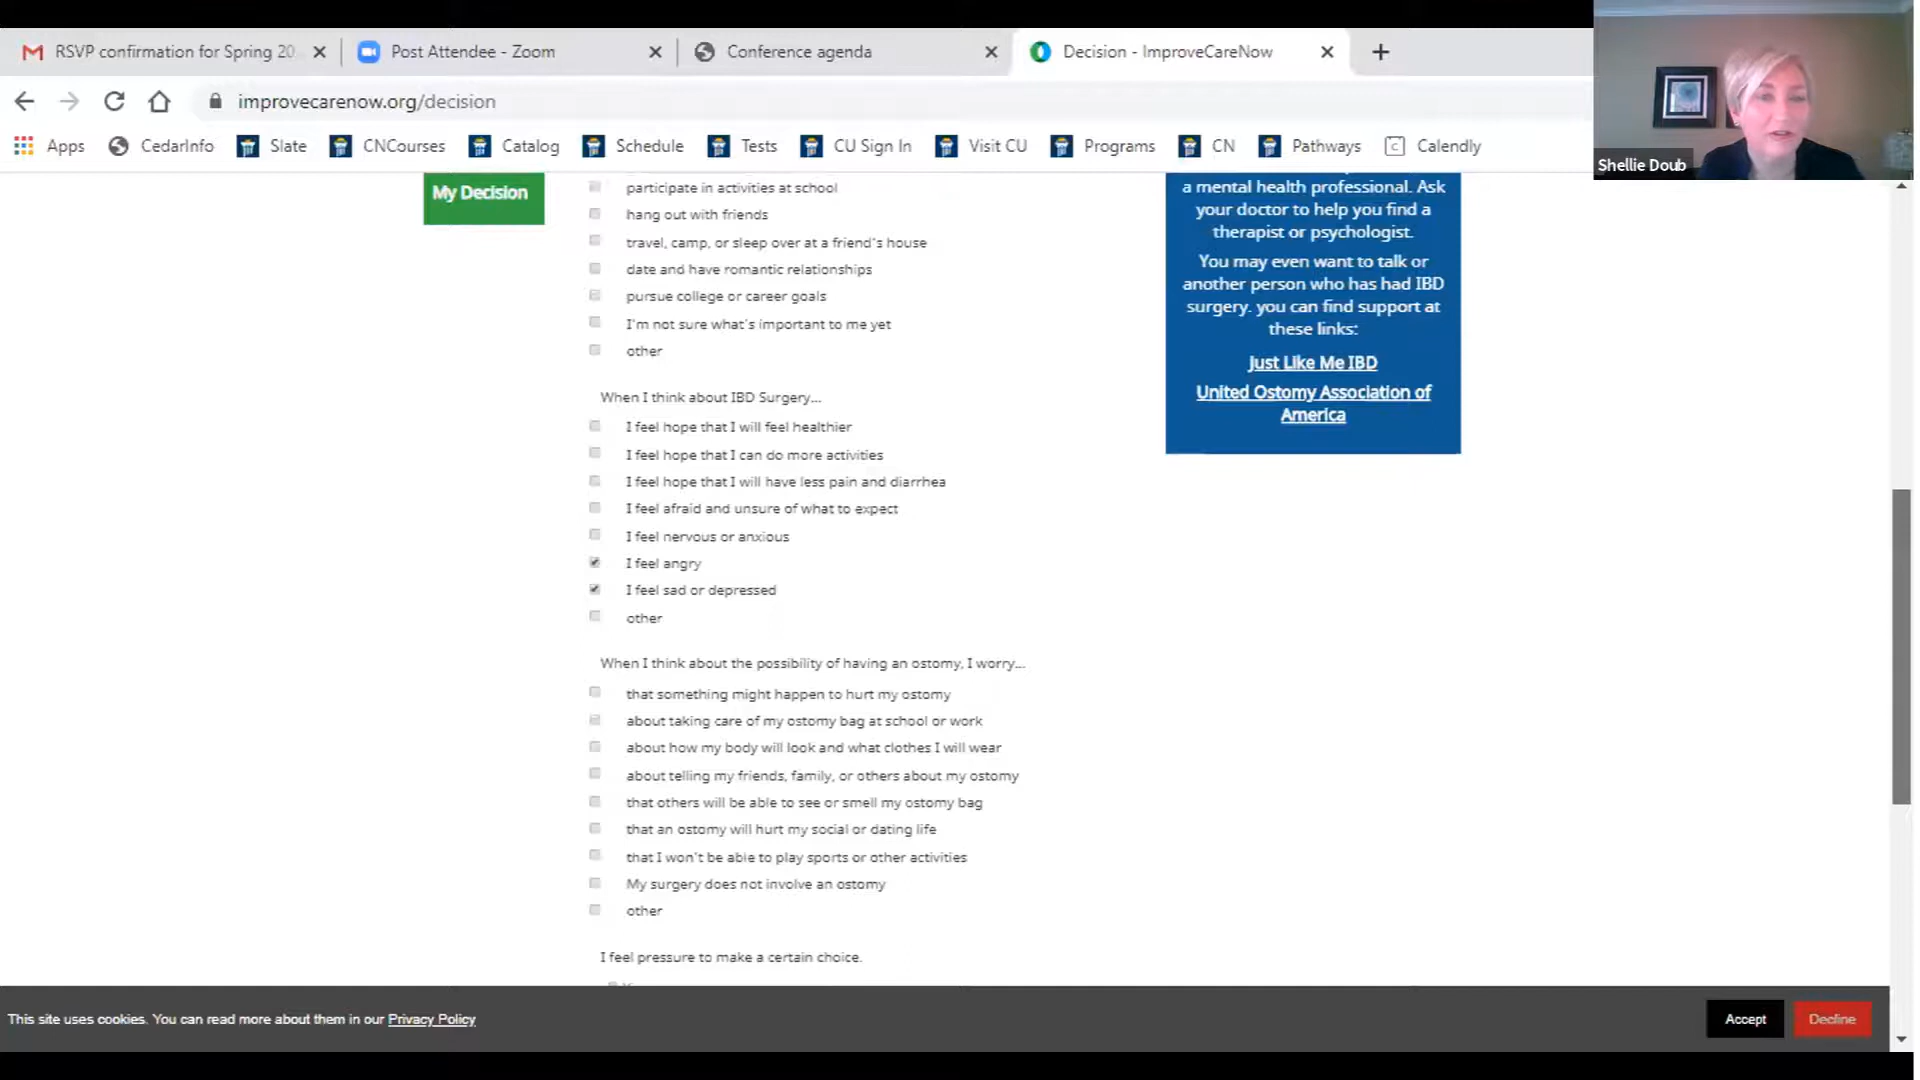 RSVP confirmation for Spring 20
Post Attendee - Zoom
Conference agenda
Decision - ImproveCareNow
improvecarenow.org/decision
Apps
CedarInfo
Slate
CNCourses
Catalog
Schedule
Tests
CU Sign In
Visit CU
Programs
CN
Pathways
Calendly
Shellie Doub
My Decision
participate in activities at school
hang out with friends
travel, camp, or sleep over at a friend's house
date and have romantic relationships
pursue college or career goals
I'm not sure what's important to me yet
other
When I think about IBD Surgery...
I feel hope that I will feel healthier
I feel hope that I can do more activities
I feel hope that I will have less pain and diarrhea
I feel afraid and unsure of what to expect
I feel nervous or anxious
I feel angry
I feel sad or depressed
other
When I think about the possibility of having an ostomy, I worry...
that something might happen to hurt my ostomy
about taking care of my ostomy bag at school or work
about how my body will look and what clothes I will wear
about telling my friends, family, or others about my ostomy
that others will be able to see or smell my ostomy bag
that an ostomy will hurt my social or dating life
that I won't be able to play sports or other activities
My surgery does not involve an ostomy
other
I feel pressure to make a certain choice.
a mental health professional. Ask
your doctor to help you find a
therapist or psychologist.
You may even want to talk or
another person who has had IBD
surgery. you can find support at
these links:
Just Like Me IBD
United Ostomy Association of
America
This site uses cookies. You can read more about them in our Privacy Policy
Accept
Decline